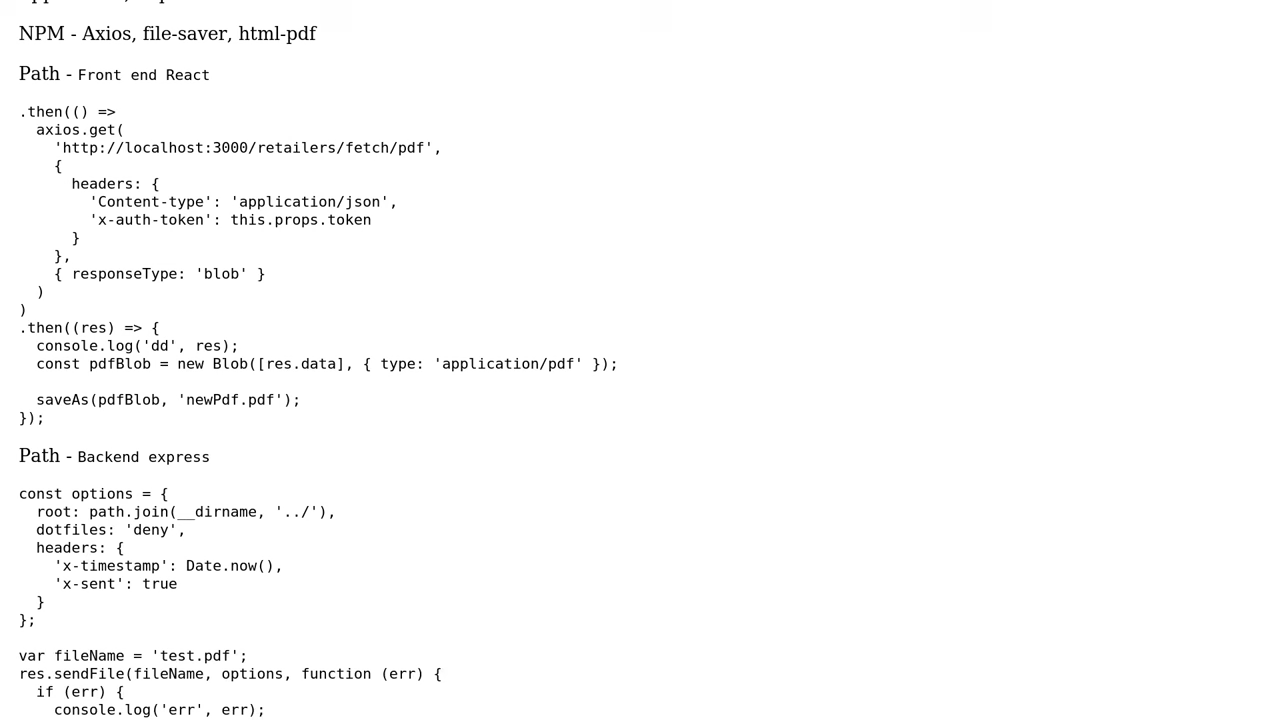 NPM - Axios, file-saver, html-pdf
Path - Front end React
.then(() =>
  axios.get(
    'http://localhost:3000/retailers/fetch/pdf',
    {
      headers: {
        'Content-type': 'application/json',
        'x-auth-token': this.props.token
      }
    },
    { responseType: 'blob' }
  )
)
.then((res) => {
  console.log('dd', res);
  const pdfBlob = new Blob([res.data], { type: 'application/pdf' });

  saveAs(pdfBlob, 'newPdf.pdf');
});
Path - Backend express
const options = {
  root: path.join(__dirname, '../'),
  dotfiles: 'deny',
  headers: {
    'x-timestamp': Date.now(),
    'x-sent': true
  }
};

var fileName = 'test.pdf';
res.sendFile(fileName, options, function (err) {
  if (err) {
    console.log('err', err);